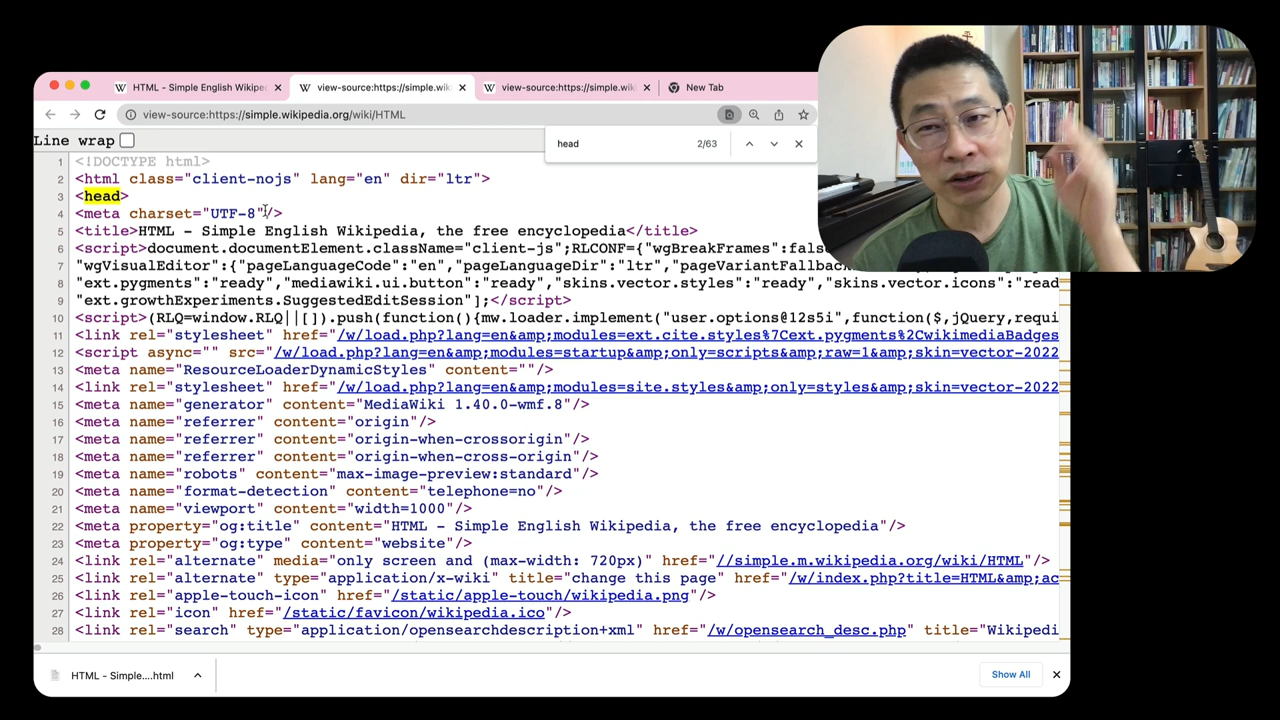 HTML - Simple English Wikipe
view-source:https://simple.wik
view-source:https://simple.wik
New Tab
view-source:https://simple.wikipedia.org/wiki/HTML
Line wrap
head 2/63
1 <!DOCTYPE html>
2 <html class="client-nojs" lang="en" dir="ltr">
3 <head>
4 <meta charset="UTF-8"/>
5 <title>HTML - Simple English Wikipedia, the free encyclopedia</title>
6 <script>document.documentElement.className="client-js";RLCONF={"wgBreakFrames":fals
7 "wgVisualEditor":{"pageLanguageCode":"en","pageLanguageDir":"ltr","pageVariantFallbac
8 "ext.pygments":"ready","mediawiki.ui.button":"ready","skins.vector.styles":"ready","skins.vector.icons":"read
9 "ext.growthExperiments.SuggestedEditSession"];</script>
10 <script>(RLQ=window.RLQ||[]).push(function(){mw.loader.implement("user.options@12s5i",function($,jQuery,requi
11 <link rel="stylesheet" href="/w/load.php?lang=en&amp;modules=ext.cite.styles%7Cext.pygments%2CwikimediaBadges
12 <script async="" src="/w/load.php?lang=en&amp;modules=startup&amp;only=scripts&amp;raw=1&amp;skin=vector-2022
13 <meta name="ResourceLoaderDynamicStyles" content=""/>
14 <link rel="stylesheet" href="/w/load.php?lang=en&amp;modules=site.styles&amp;only=styles&amp;skin=vector-2022
15 <meta name="generator" content="MediaWiki 1.40.0-wmf.8"/>
16 <meta name="referrer" content="origin"/>
17 <meta name="referrer" content="origin-when-crossorigin"/>
18 <meta name="referrer" content="origin-when-cross-origin"/>
19 <meta name="robots" content="max-image-preview:standard"/>
20 <meta name="format-detection" content="telephone=no"/>
21 <meta name="viewport" content="width=1000"/>
22 <meta property="og:title" content="HTML - Simple English Wikipedia, the free encyclopedia"/>
23 <meta property="og:type" content="website"/>
24 <link rel="alternate" media="only screen and (max-width: 720px)" href="//simple.m.wikipedia.org/wiki/HTML"/>
25 <link rel="alternate" type="application/x-wiki" title="change this page" href="/w/index.php?title=HTML&amp;ac
26 <link rel="apple-touch-icon" href="/static/apple-touch/wikipedia.png"/>
27 <link rel="icon" href="/static/favicon/wikipedia.ico"/>
28 <link rel="search" type="application/opensearchdescription+xml" href="/w/opensearch_desc.php" title="Wikipedi
HTML - Simple....html
Show All